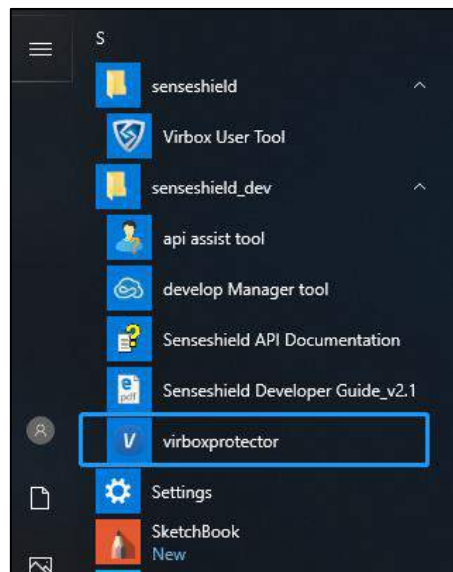 S
senseshield
Virbox User Tool
senseshield_dev
api assist tool
develop Manager tool
Senseshield API Documentation
Senseshield Developer Guide_v2.1
virboxprotector
Settings
SketchBook
New